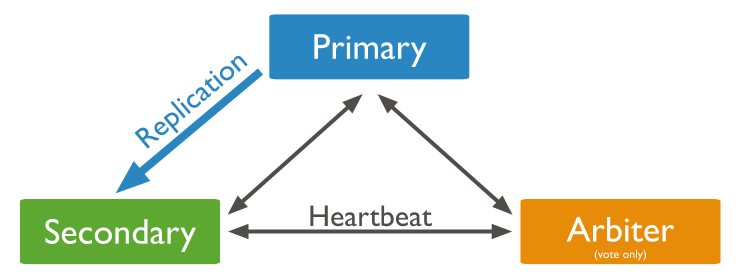 Primary
Replication
Heartbeat
Secondary
Arbiter
(vote only)